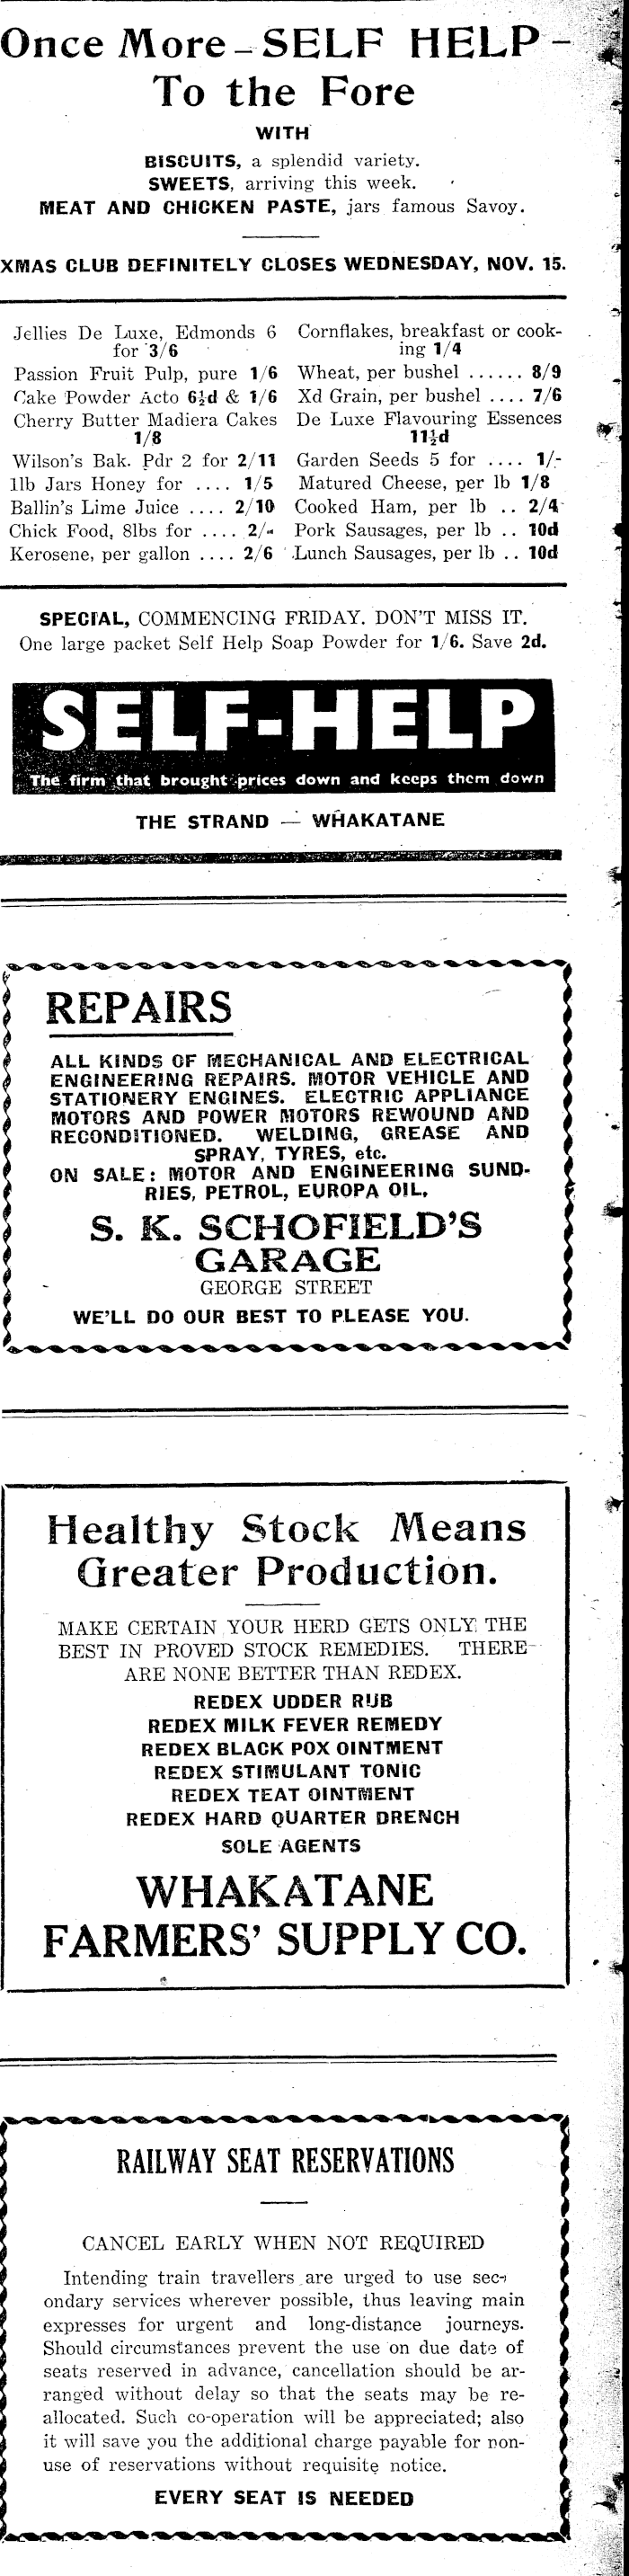 Once More – SELF HELP –
To the Fore
WITH
BISCUITS, a splendid variety.
SWEETS, arriving this week.
MEAT AND CHICKEN PASTE, jars famous Savoy.
XMAS CLUB DEFINITELY CLOSES WEDNESDAY, NOV. 15.
Jellies De Luxe, Edmonds 6
for 3/6
Passion Fruit Pulp, pure 1/6
Cake Powder Acto 6½d & 1/6
Cherry Butter Madiera Cakes
1/8
Wilson's Bak. Pdr 2 for 2/11
1lb Jars Honey for .... 1/5
Ballin's Lime Juice .... 2/10
Chick Food, 8lbs for .... 2/-
Kerosene, per gallon .... 2/6
Cornflakes, breakfast or cook-
ing 1/4
Wheat, per bushel ...... 8/9
Xd Grain, per bushel .... 7/6
De Luxe Flavouring Essences
11½d
Garden Seeds 5 for .... 1/-
Matured Cheese, per lb 1/8
Cooked Ham, per lb .. 2/4
Pork Sausages, per lb .. 10d
Lunch Sausages, per lb .. 10d
SPECIAL, COMMENCING FRIDAY. DON'T MISS IT.
One large packet Self Help Soap Powder for 1/6. Save 2d.
SELF-HELP
The firm that brought prices down and keeps them down
THE STRAND — WHAKATANE
REPAIRS
ALL KINDS OF MECHANICAL AND ELECTRICAL
ENGINEERING REPAIRS. MOTOR VEHICLE AND
STATIONERY ENGINES. ELECTRIC APPLIANCE
MOTORS AND POWER MOTORS REWOUND AND
RECONDITIONED. WELDING, GREASE AND
SPRAY, TYRES, etc.
ON SALE: MOTOR AND ENGINEERING SUND-
RIES, PETROL, EUROPA OIL,
S. K. SCHOFIELD'S
GARAGE
GEORGE STREET
WE'LL DO OUR BEST TO PLEASE YOU.
Healthy Stock Means
Greater Production.
MAKE CERTAIN YOUR HERD GETS ONLY THE
BEST IN PROVED STOCK REMEDIES. THERE
ARE NONE BETTER THAN REDEX.
REDEX UDDER RUB
REDEX MILK FEVER REMEDY
REDEX BLACK POX OINTMENT
REDEX STIMULANT TONIC
REDEX TEAT OINTMENT
REDEX HARD QUARTER DRENCH
SOLE AGENTS
WHAKATANE
FARMERS' SUPPLY CO.
RAILWAY SEAT RESERVATIONS
CANCEL EARLY WHEN NOT REQUIRED
Intending train travellers are urged to use sec-
ondary services wherever possible, thus leaving main
expresses for urgent and long-distance journeys.
Should circumstances prevent the use on due date of
seats reserved in advance, cancellation should be ar-
ranged without delay so that the seats may be re-
allocated. Such co-operation will be appreciated; also
it will save you the additional charge payable for non-
use of reservations without requisite notice.
EVERY SEAT IS NEEDED